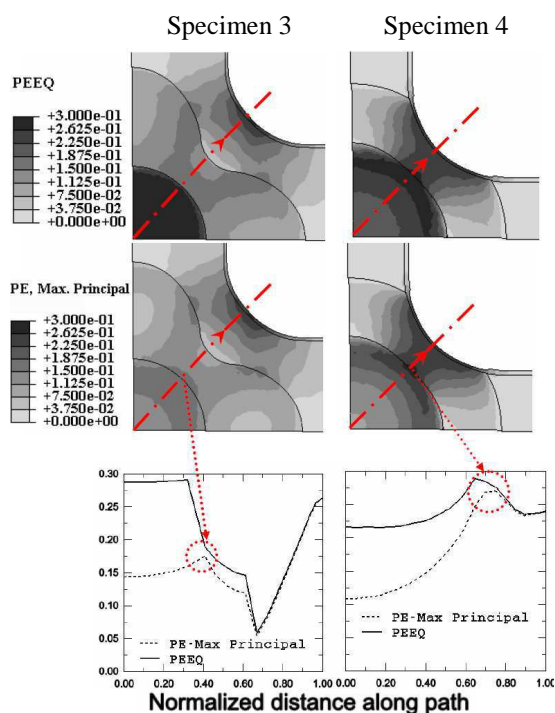 Specimen 3 Specimen 4
PEEQ
+3.000e-01
+2.625e-01
+2.250e-01
+1.875e-01
+1.500e-01
+1.125e-01
+7.500e-02
+3.750e-02
+0.000e+00
PE, Max. Principal
+3.000e-01
+2.625e-01
+2.250e-01
+1.875e-01
+1.500e-01
+1.125e-01
+7.500e-02
+3.750e-02
+0.000e+00
0.30
0.25
0.20
0.15
0.10
0.05
0.00
PE-Max Principal
PEEQ
0.00 0.20 0.40 0.60 0.80 1.00
PE-Max Principal
PEEQ
0.00 0.20 0.40 0.60 0.80 1.00
Normalized distance along path